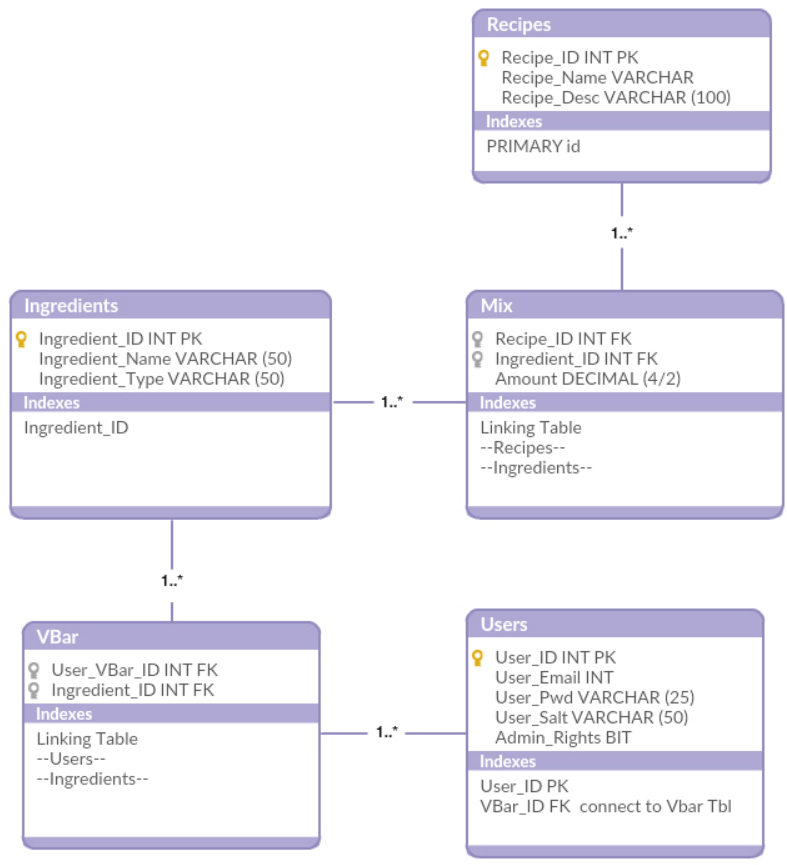 Recipes
Recipe_ID INT PK
Recipe_Name VARCHAR
Recipe_Desc VARCHAR (100)
Indexes
PRIMARY id
1..*
Ingredients
Ingredient_ID INT PK
Ingredient_Name VARCHAR (50)
Ingredient_Type VARCHAR (50)
Indexes
Ingredient_ID
1..*
Mix
Recipe_ID INT FK
Ingredient_ID INT FK
Amount DECIMAL (4/2)
Indexes
Linking Table
--Recipes--
--Ingredients--
1..*
VBar
User_VBar_ID INT FK
Ingredient_ID INT FK
Indexes
Linking Table
--Users--
--Ingredients--
1..*
Users
User_ID INT PK
User_Email INT
User_Pwd VARCHAR (25)
User_Salt VARCHAR (50)
Admin_Rights BIT
Indexes
User_ID PK
VBar_ID FK  connect to Vbar Tbl